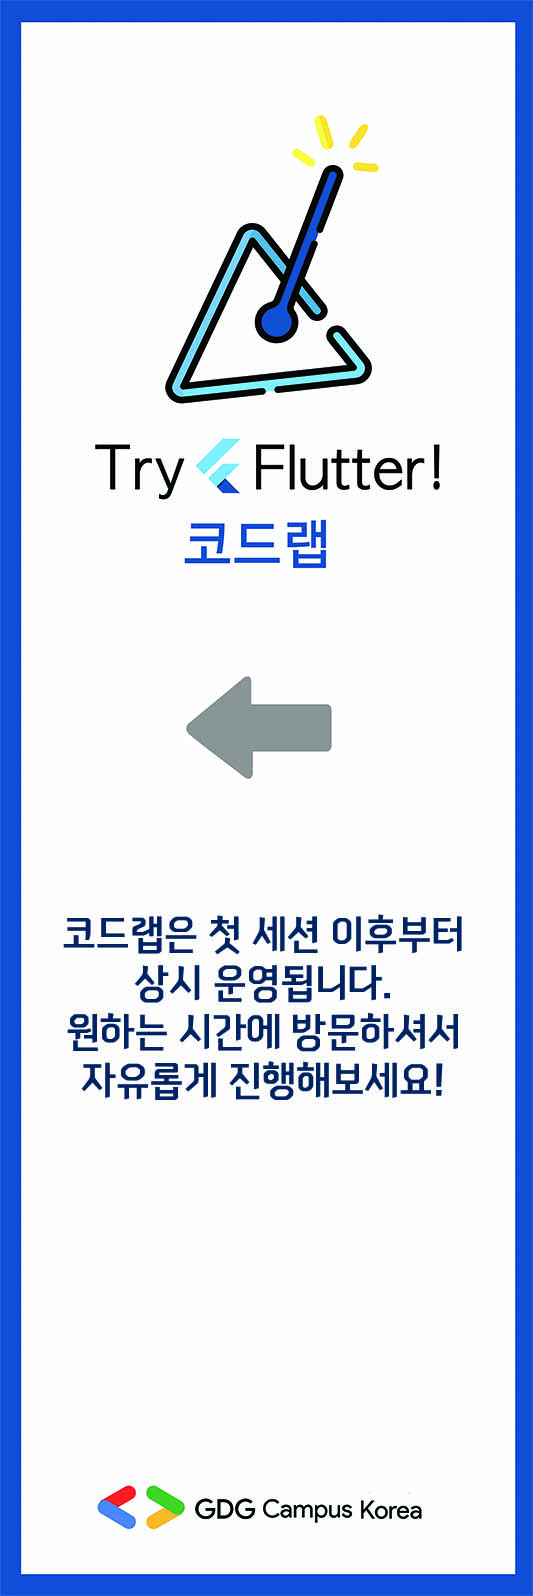 Try Flutter!
코드랩
코드랩은 첫 세션 이후부터
상시 운영됩니다.
원하는 시간에 방문하셔서
자유롭게 진행해보세요!
GDG Campus Korea